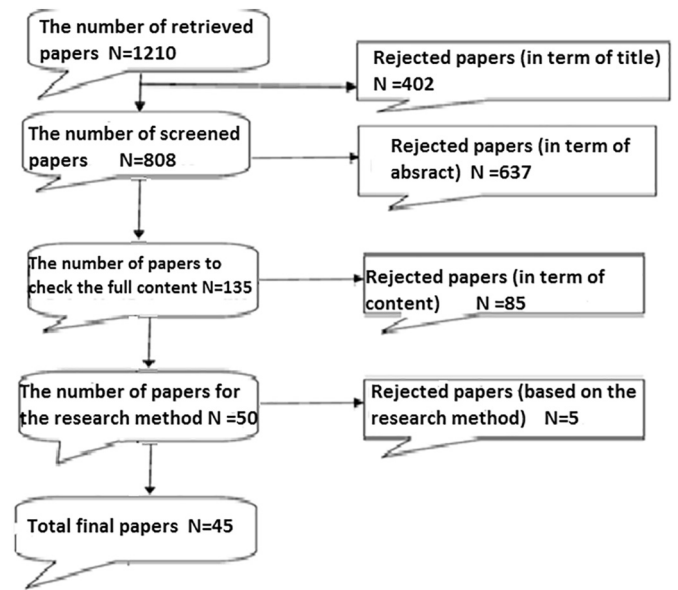 The number of retrieved
papers N=1210
Rejected papers (in term of title)
N =402
The number of screened
papers N=808
Rejected papers (in term of
absract) N =637
The number of papers to
check the full content N=135
Rejected papers (in term of
content) N =85
The number of papers for
the research method N =50
Rejected papers (based on the
research method) N=5
Total final papers N=45